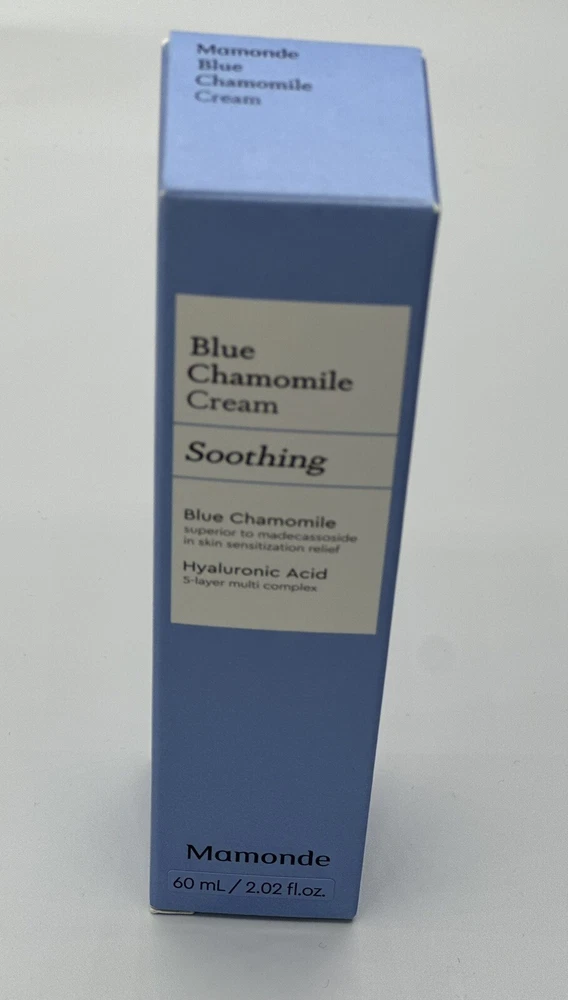 Mamonde
Blue
Chamomile
Cream
Blue
Chamomile
Cream
Soothing
Blue Chamomile
superior to madecassoside
in skin sensitization relief
Hyaluronic Acid
5-layer multi complex
Mamonde
60 mL / 2.02 fl.oz.